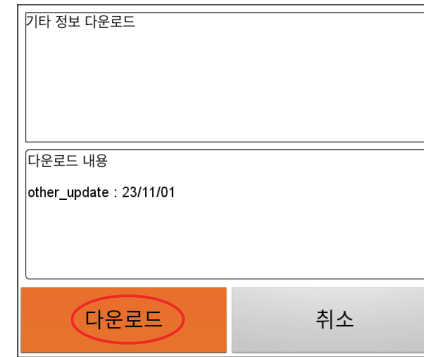 기타 정보 다운로드
다운로드 내용
other_update : 23/11/01
다운로드
취소